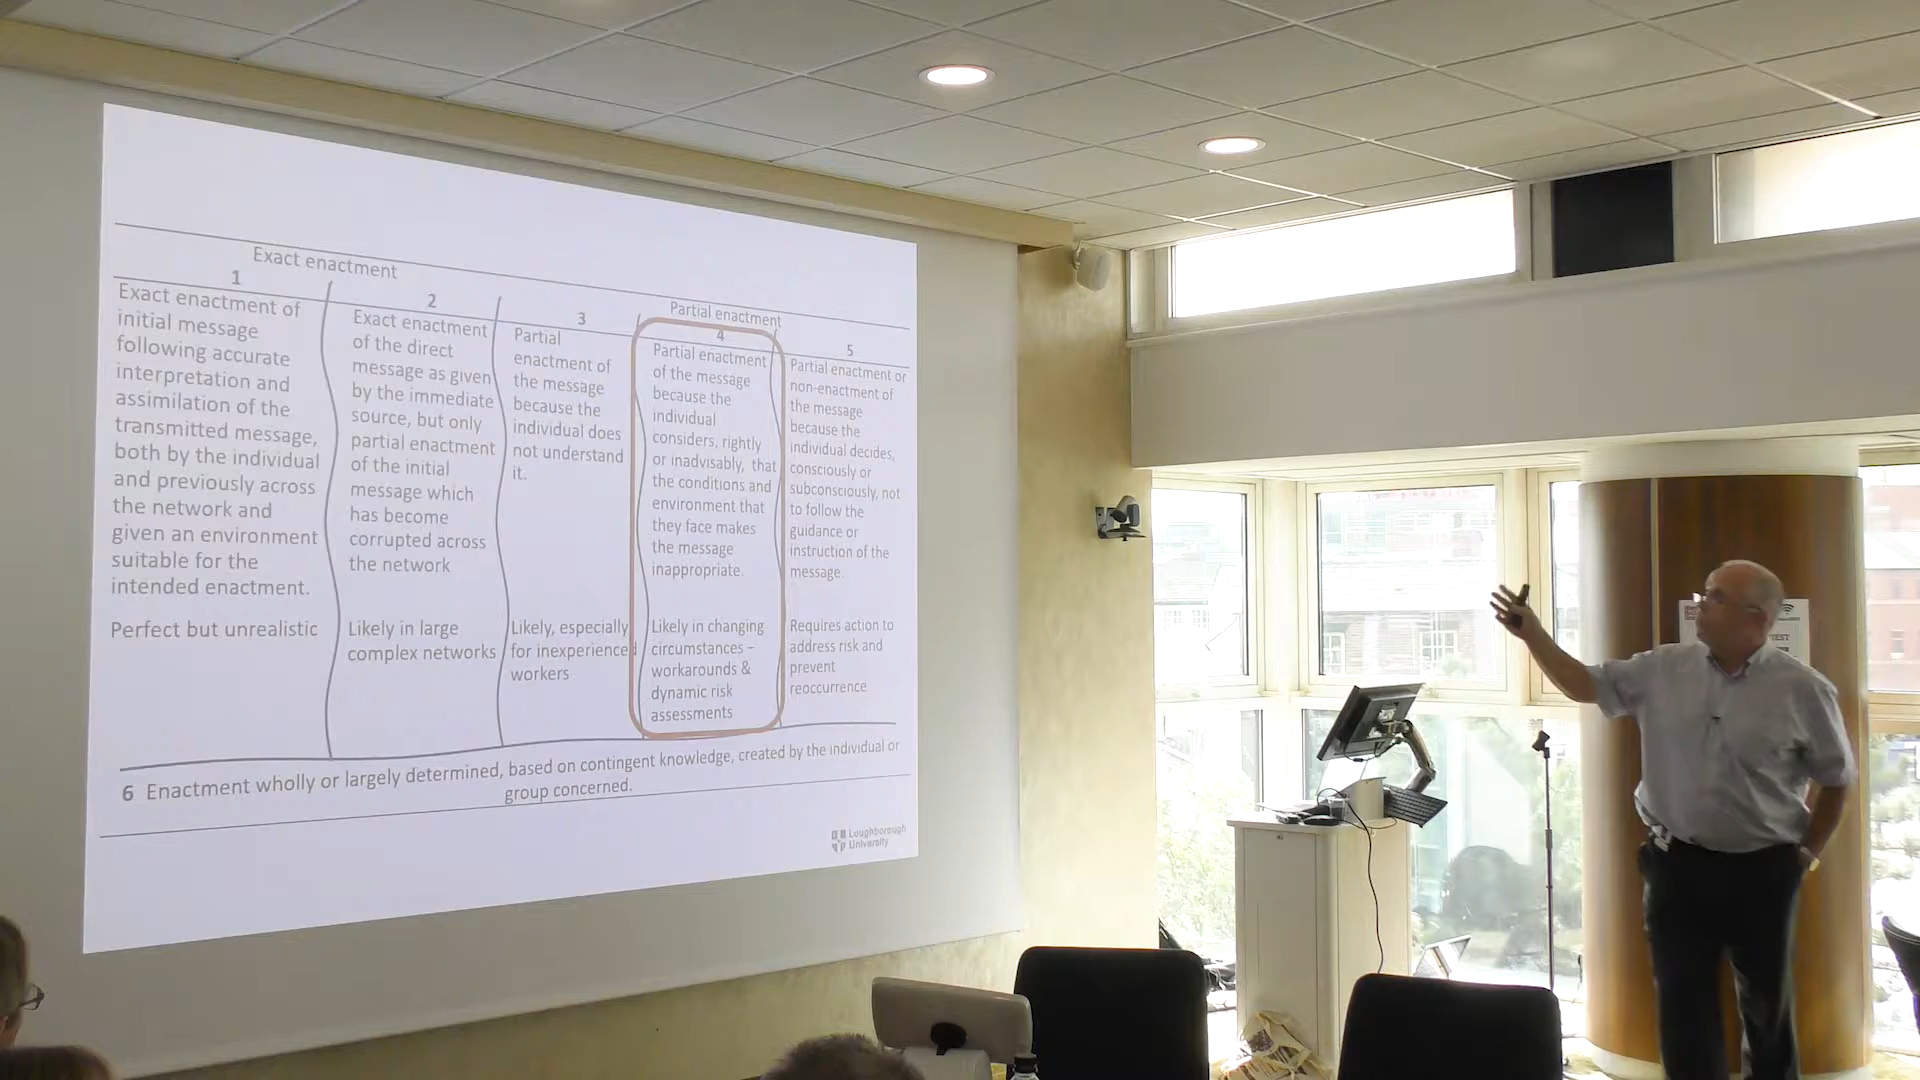 Exact enactment
Partial enactment
1
Exact enactment of
initial message
following accurate
interpretation and
assimilation of the
transmitted message,
both by the individual
and previously across
the network and
given an environment
suitable for the
intended enactment.
Perfect but unrealistic
2
Exact enactment
of the direct
message as given
by the immediate
source, but only
partial enactment
of the initial
message which
has become
corrupted across
the network
Likely in large
complex networks
3
Partial
enactment of
the message
because the
individual does
not understand
it.
Likely, especially
for inexperienced
workers
4
Partial enactment
of the message
because the
individual
considers, rightly
or inadvisably, that
the conditions and
environment that
they face makes
the message
inappropriate.
Likely in changing
circumstances –
workarounds &
dynamic risk
assessments
5
Partial enactment or
non-enactment of
the message
because the
individual decides,
consciously or
subconsciously, not
to follow the
guidance or
instruction of the
message.
Requires action to
address risk and
prevent
reoccurrence
6 Enactment wholly or largely determined, based on contingent knowledge, created by the individual or
group concerned.
Loughborough
University